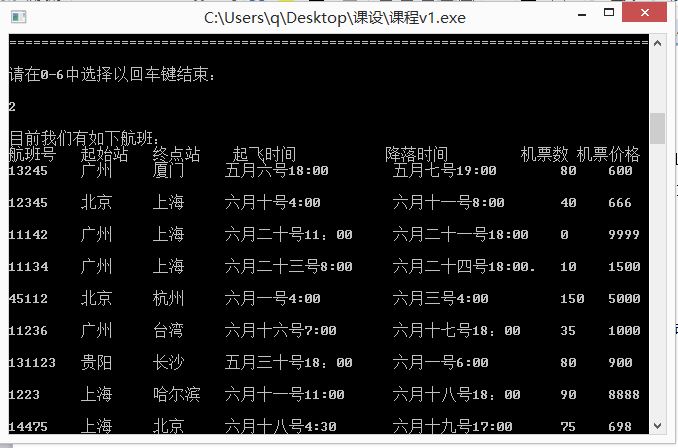 C:\Users\q\Desktop\课设\课程v1.exe
================================================================================
请在0-6中选择以回车键结束：
2
目前我们有如下航班：
航班号 起始站 终点站 起飞时间 降落时间 机票数 机票价格
13245 广州 厦门 五月六号18:00 五月七号19:00 80 600
12345 北京 上海 六月十号4:00 六月十一号8:00 40 666
11142 广州 上海 六月二十号11：00 六月二十一号18:00 0 9999
11134 广州 上海 六月二十三号8:00 六月二十四号18:00. 10 1500
45112 北京 杭州 六月一号4:00 六月三号4:00 150 5000
11236 广州 台湾 六月十六号7:00 六月十七号18：00 35 1000
131123 贵阳 长沙 五月三十号18：00 六月一号6:00 80 900
1223 上海 哈尔滨 六月十一号11:00 六月十八号18：00 90 8888
14475 上海 北京 六月十八号4:30 六月十九号17:00 75 698